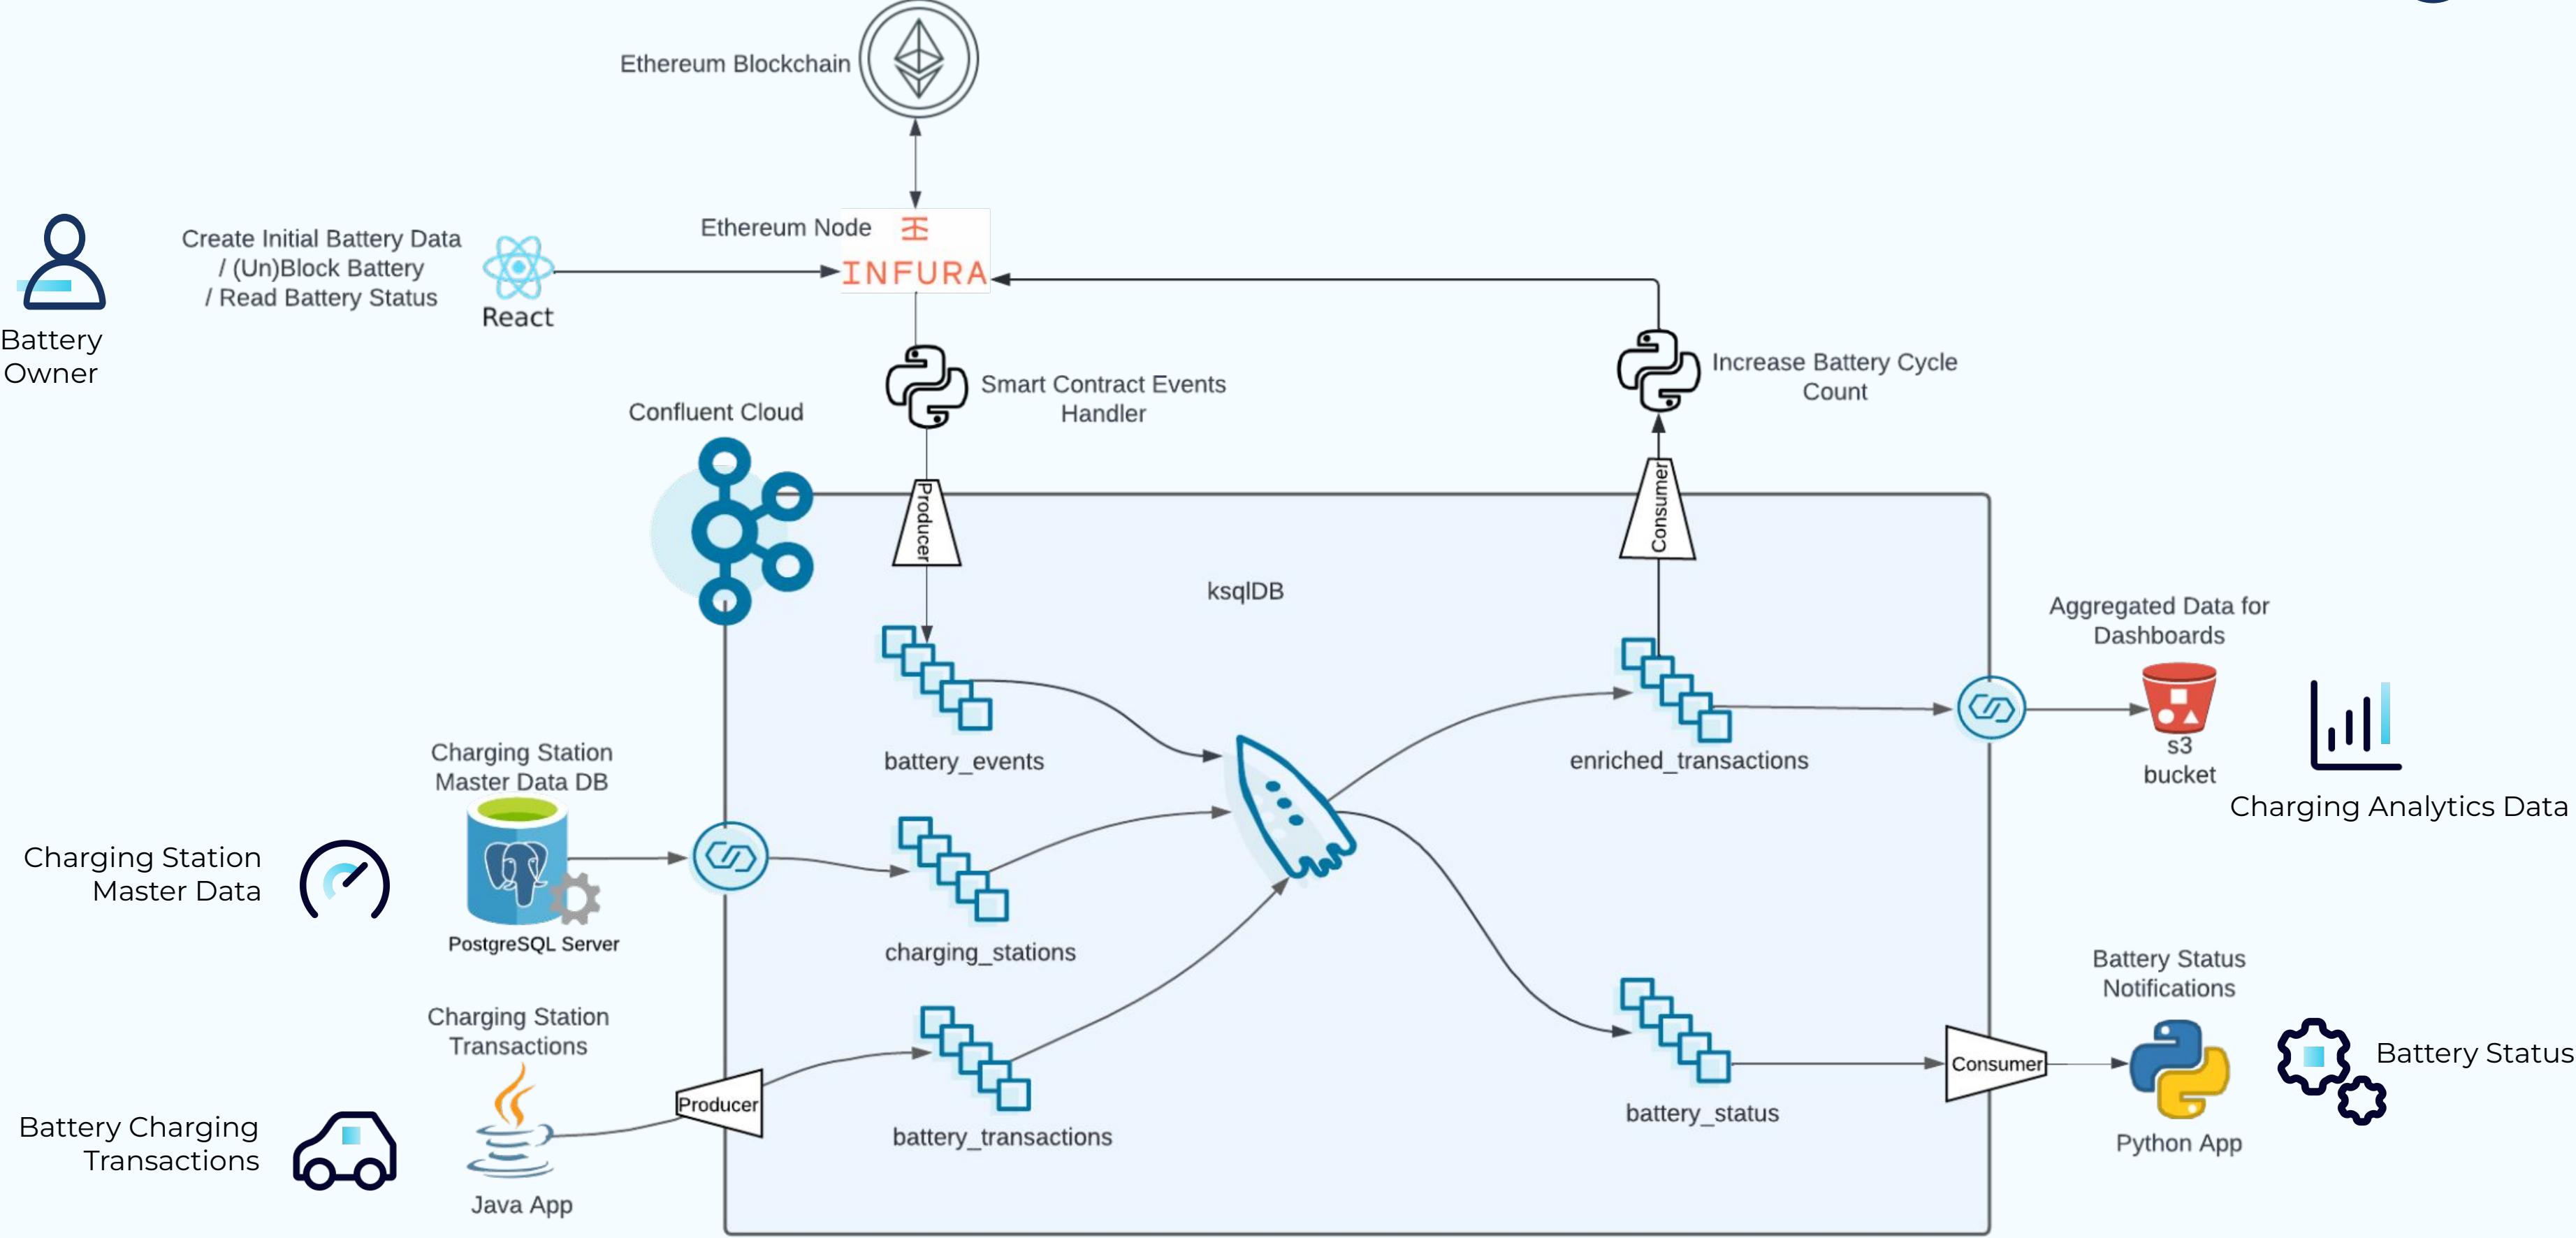 Ethereum Blockchain
Ethereum Node
INFURA
Create Initial Battery Data
/ (Un)Block Battery
/ Read Battery Status
React
Battery
Owner
Smart Contract Events
Handler
Increase Battery Cycle
Count
Confluent Cloud
Producer
Consumer
ksqlDB
battery_events
enriched_transactions
Aggregated Data for
Dashboards
s3
bucket
Charging Analytics Data
Charging Station
Master Data DB
PostgreSQL Server
Charging Station
Master Data
charging_stations
Charging Station
Transactions
Java App
Battery Charging
Transactions
Producer
battery_transactions
battery_status
Consumer
Battery Status
Notifications
Python App
Battery Status